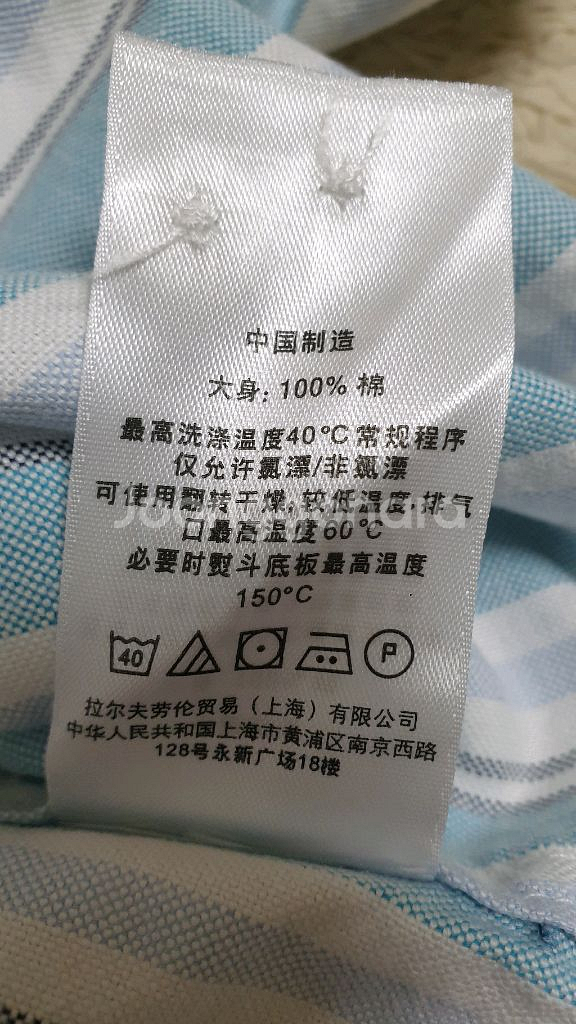 中国制造
大身: 100% 棉
最高洗涤温度40°C 常规程序
仅允许氯漂/非氯漂
可使用翻转干燥,较低温度,排气
口最高温度60°C
必要时熨斗底板最高温度
150°C
40
P
拉尔夫劳伦贸易（上海）有限公司
中华人民共和国上海市黄浦区南京西路
128号永新广场18楼